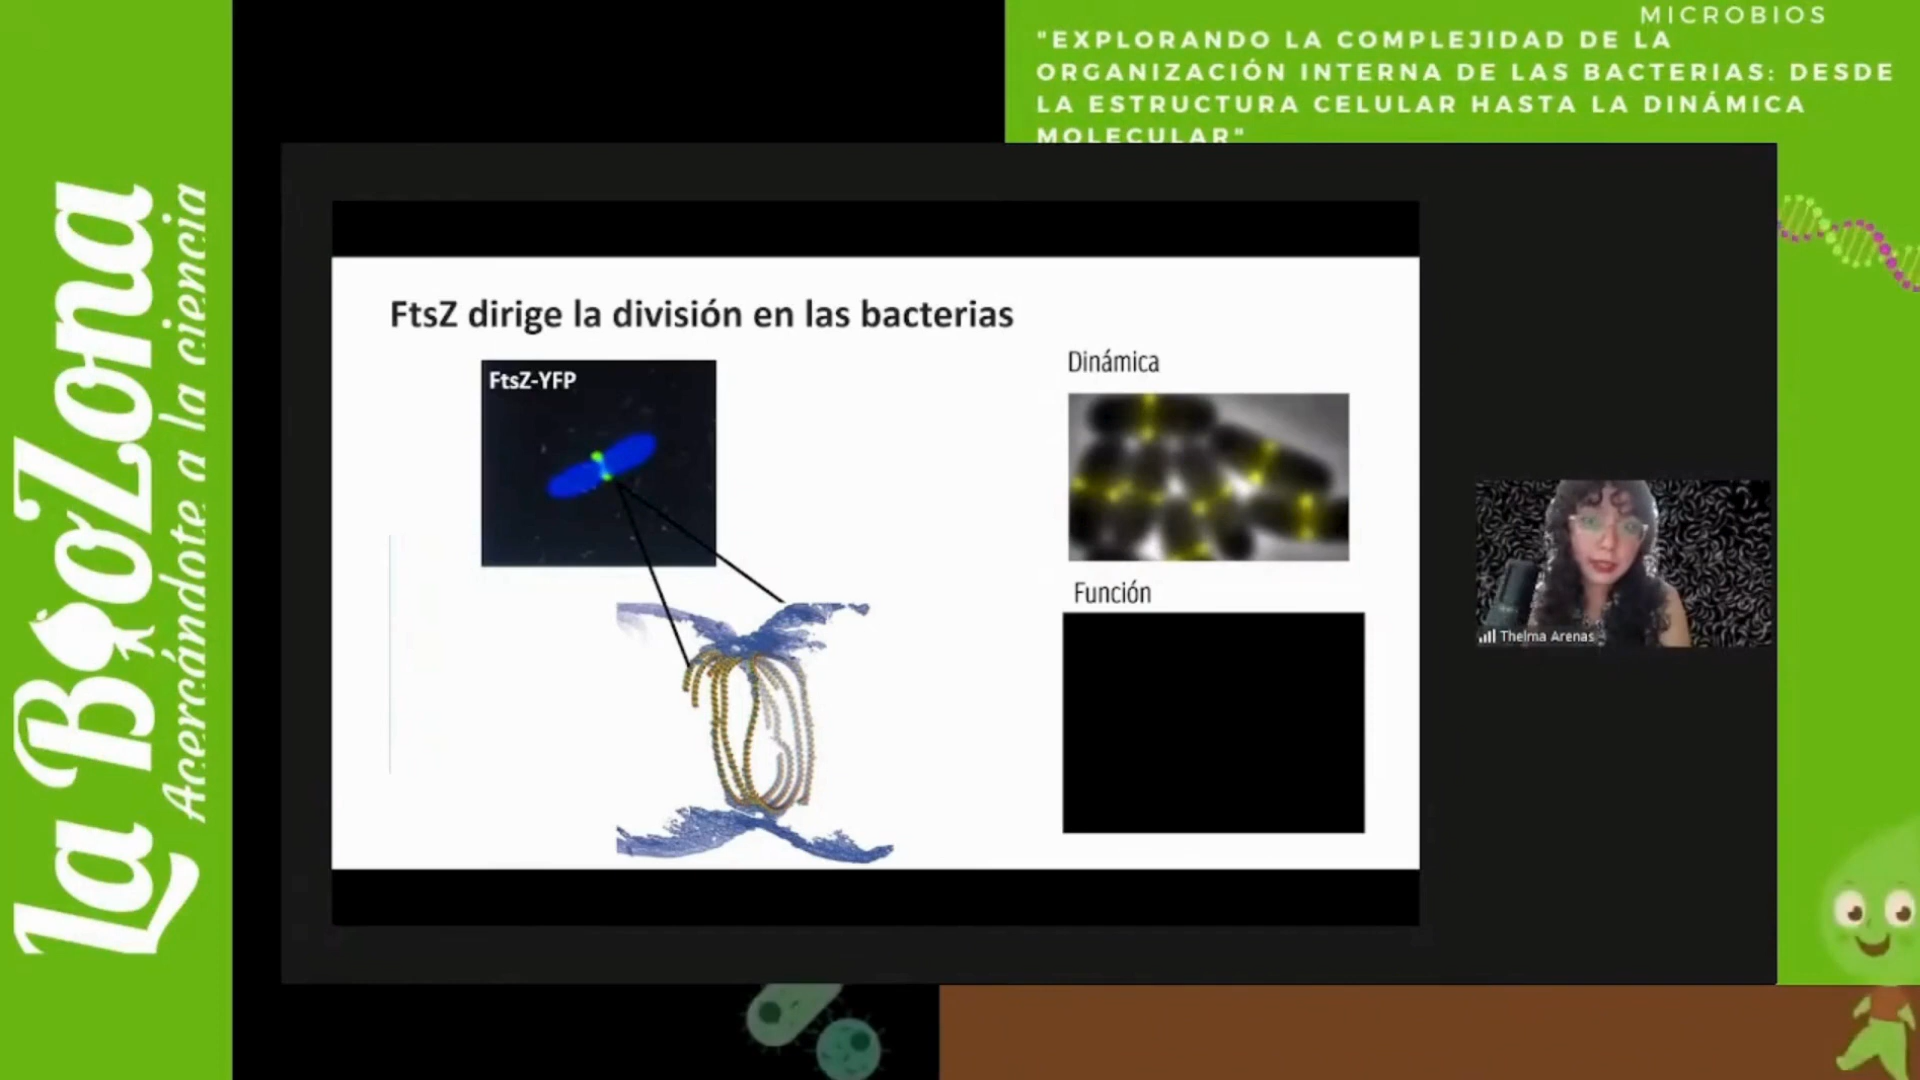 La BioZona
Acercándote a la ciencia
MICROBIOS
"EXPLORANDO LA COMPLEJIDAD DE LA
ORGANIZACIÓN INTERNA DE LAS BACTERIAS: DESDE
LA ESTRUCTURA CELULAR HASTA LA DINÁMICA
MOLECULAR"
FtsZ dirige la división en las bacterias
FtsZ-YFP
Dinámica
Función
Thelma Arenas